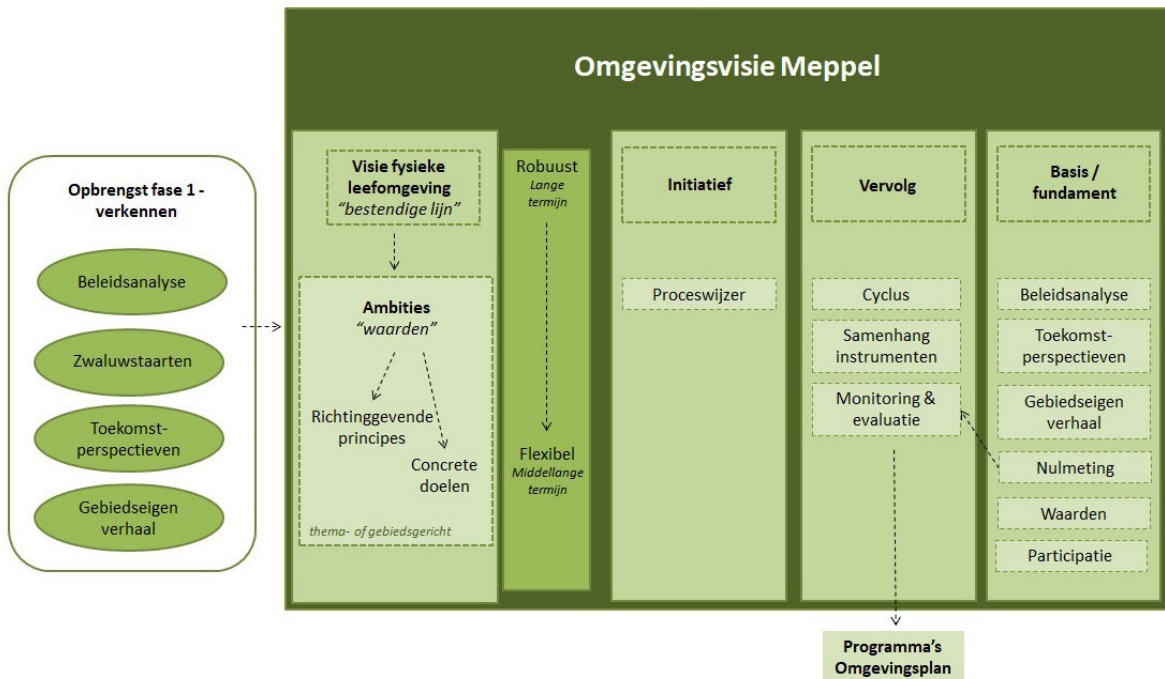 Omgevingsvisie Meppel
Opbrengst fase 1 -
verkennen
Beleidsanalyse
Zwaluwstaarten
Toekomst-
perspectieven
Gebiedseigen
verhaal
Visie fysieke
leefomgeving
“bestendige lijn”
Ambities
“waarden”
Richtinggevende
principes
Concrete
doelen
thema- of gebiedsgericht
Robuust
Lange
termijn
Flexibel
Middellange
termijn
Initiatief
Proceswijzer
Vervolg
Cyclus
Samenhang
instrumenten
Monitoring &
evaluatie
Basis /
fundament
Beleidsanalyse
Toekomst-
perspectieven
Gebiedseigen
verhaal
Nulmeting
Waarden
Participatie
Programma’s
Omgevingsplan